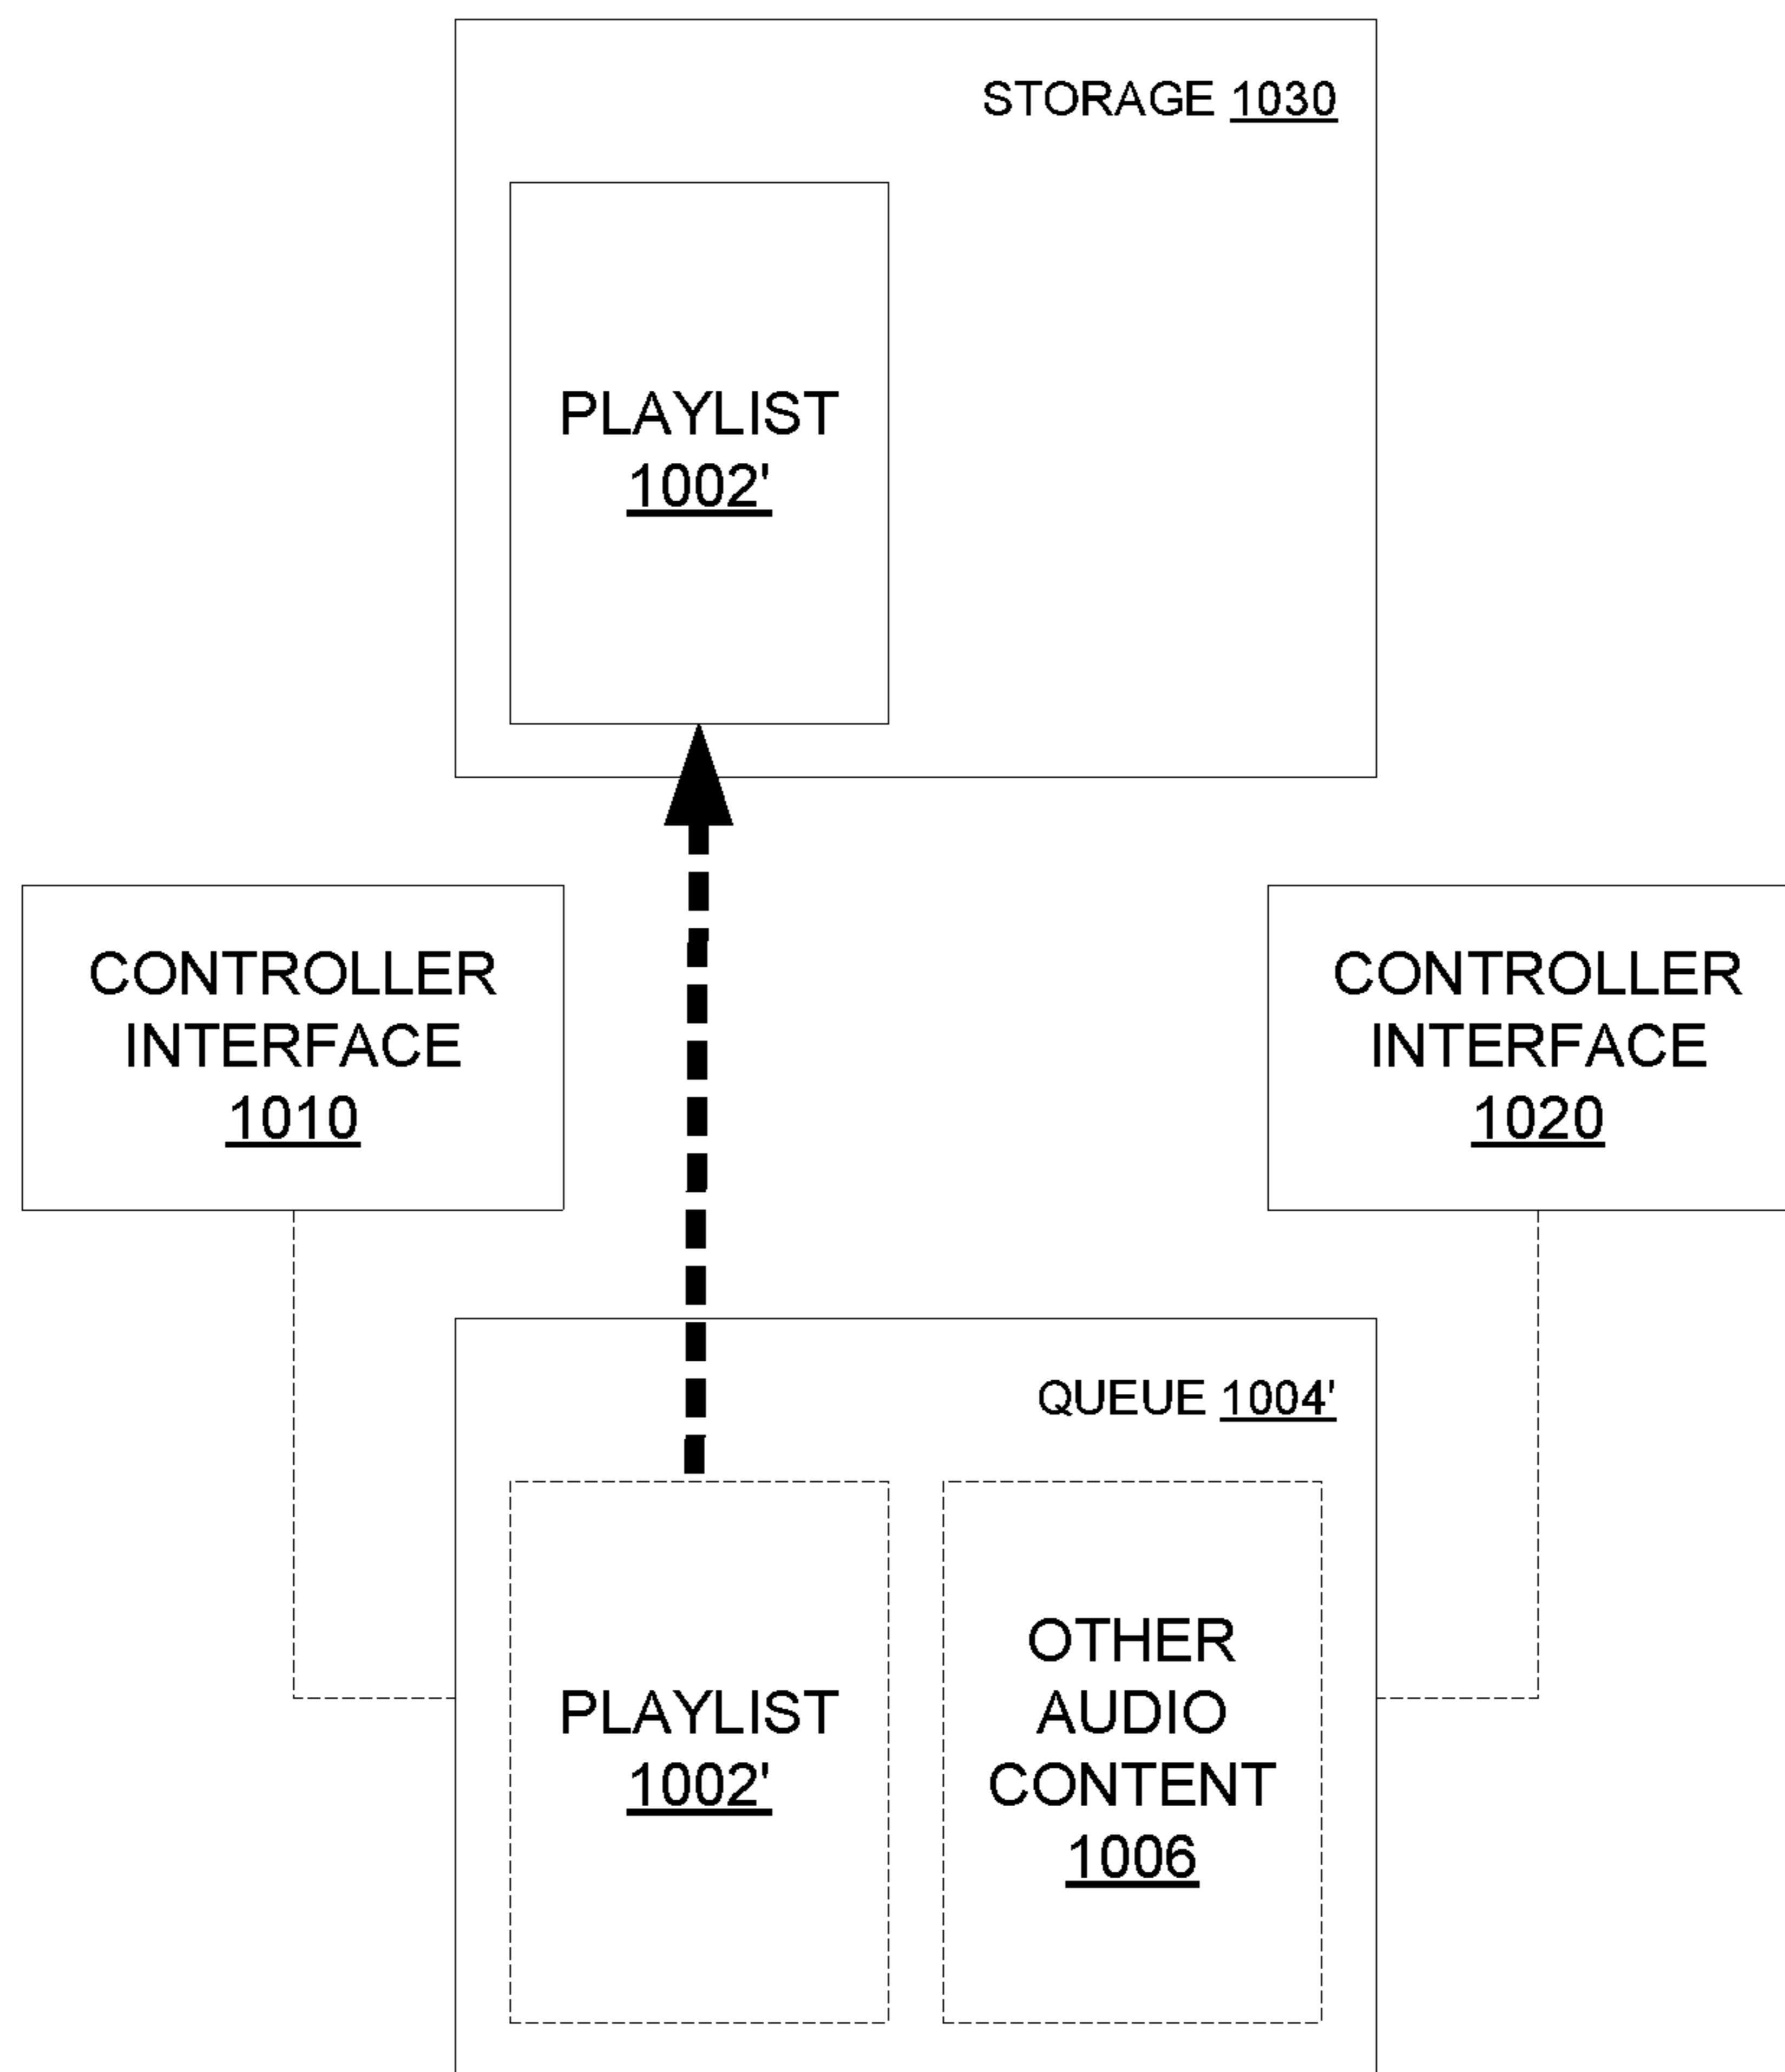 STORAGE 1030
PLAYLIST
1002'
CONTROLLER
INTERFACE
1010
CONTROLLER
INTERFACE
1020
QUEUE 1004'
PLAYLIST
1002'
OTHER
AUDIO
CONTENT
1006